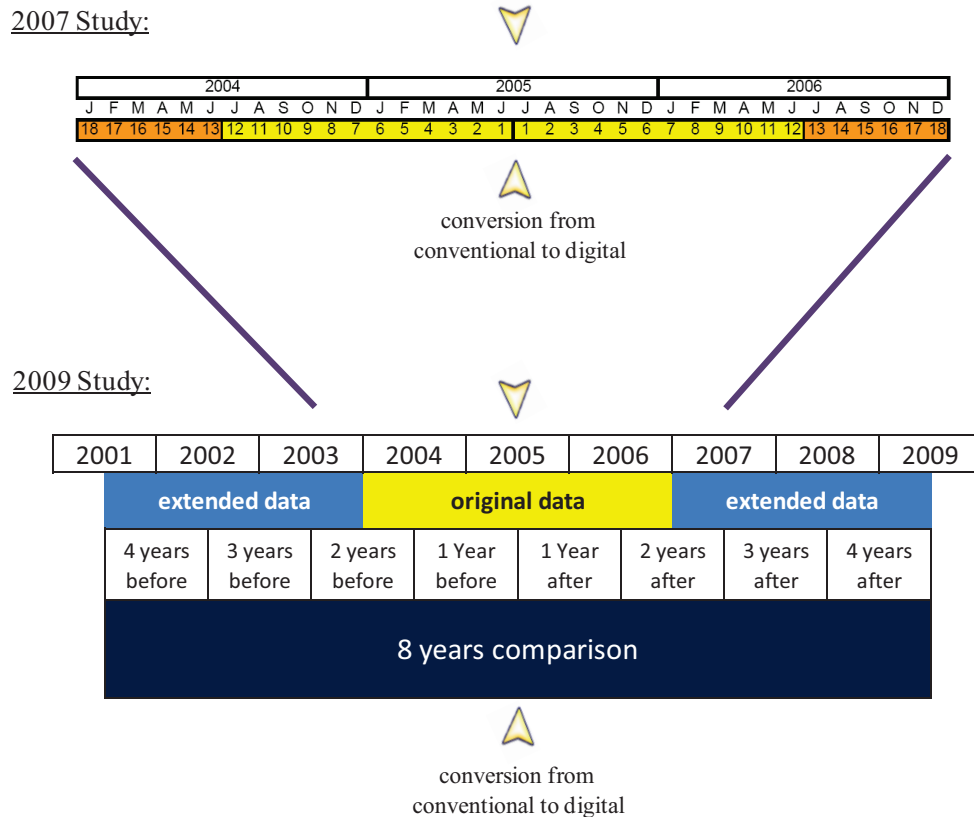 2007 Study:
2004 2005 2006
J F M A M J J A S O N D J F M A M J J A S O N D J F M A M J J A S O N D
18 17 16 15 14 13 12 11 10 9 8 7 6 5 4 3 2 1 1 2 3 4 5 6 7 8 9 10 11 12 13 14 15 16 17 18
conversion from
conventional to digital
2009 Study:
2001 2002 2003 2004 2005 2006 2007 2008 2009
extended data original data extended data
4 years 3 years 2 years 1 Year 1 Year 2 years 3 years 4 years
before before before before after after after after
8 years comparison
conversion from
conventional to digital